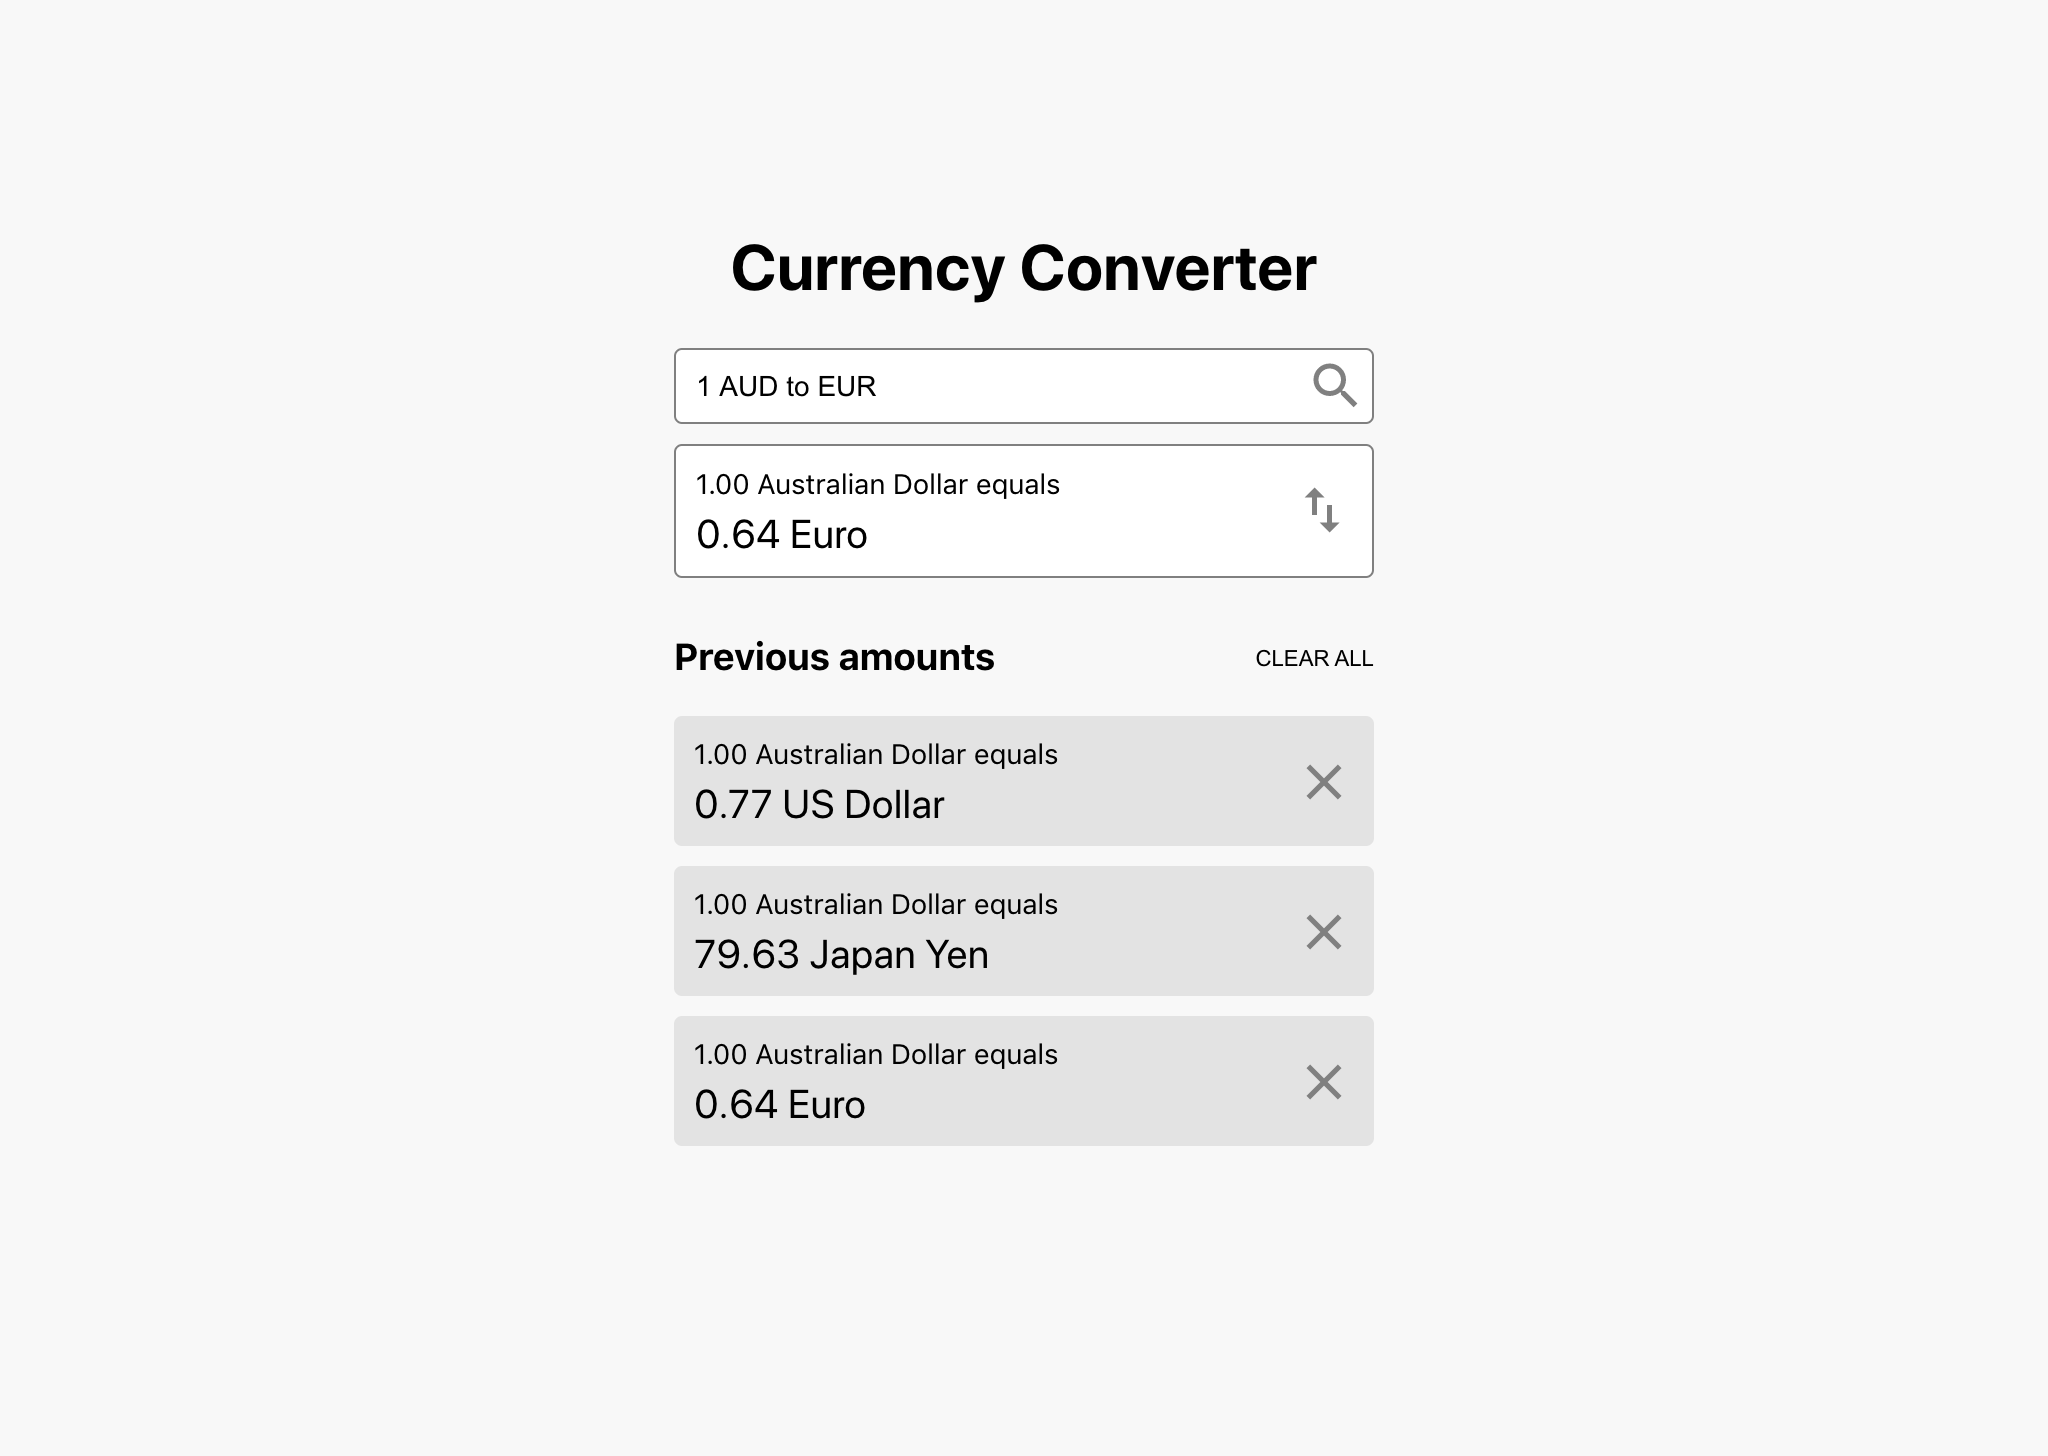 Currency Converter
1 AUD to EUR
1.00 Australian Dollar equals
0.64 Euro
Previous amounts
CLEAR ALL
1.00 Australian Dollar equals
0.77 US Dollar
1.00 Australian Dollar equals
79.63 Japan Yen
1.00 Australian Dollar equals
0.64 Euro